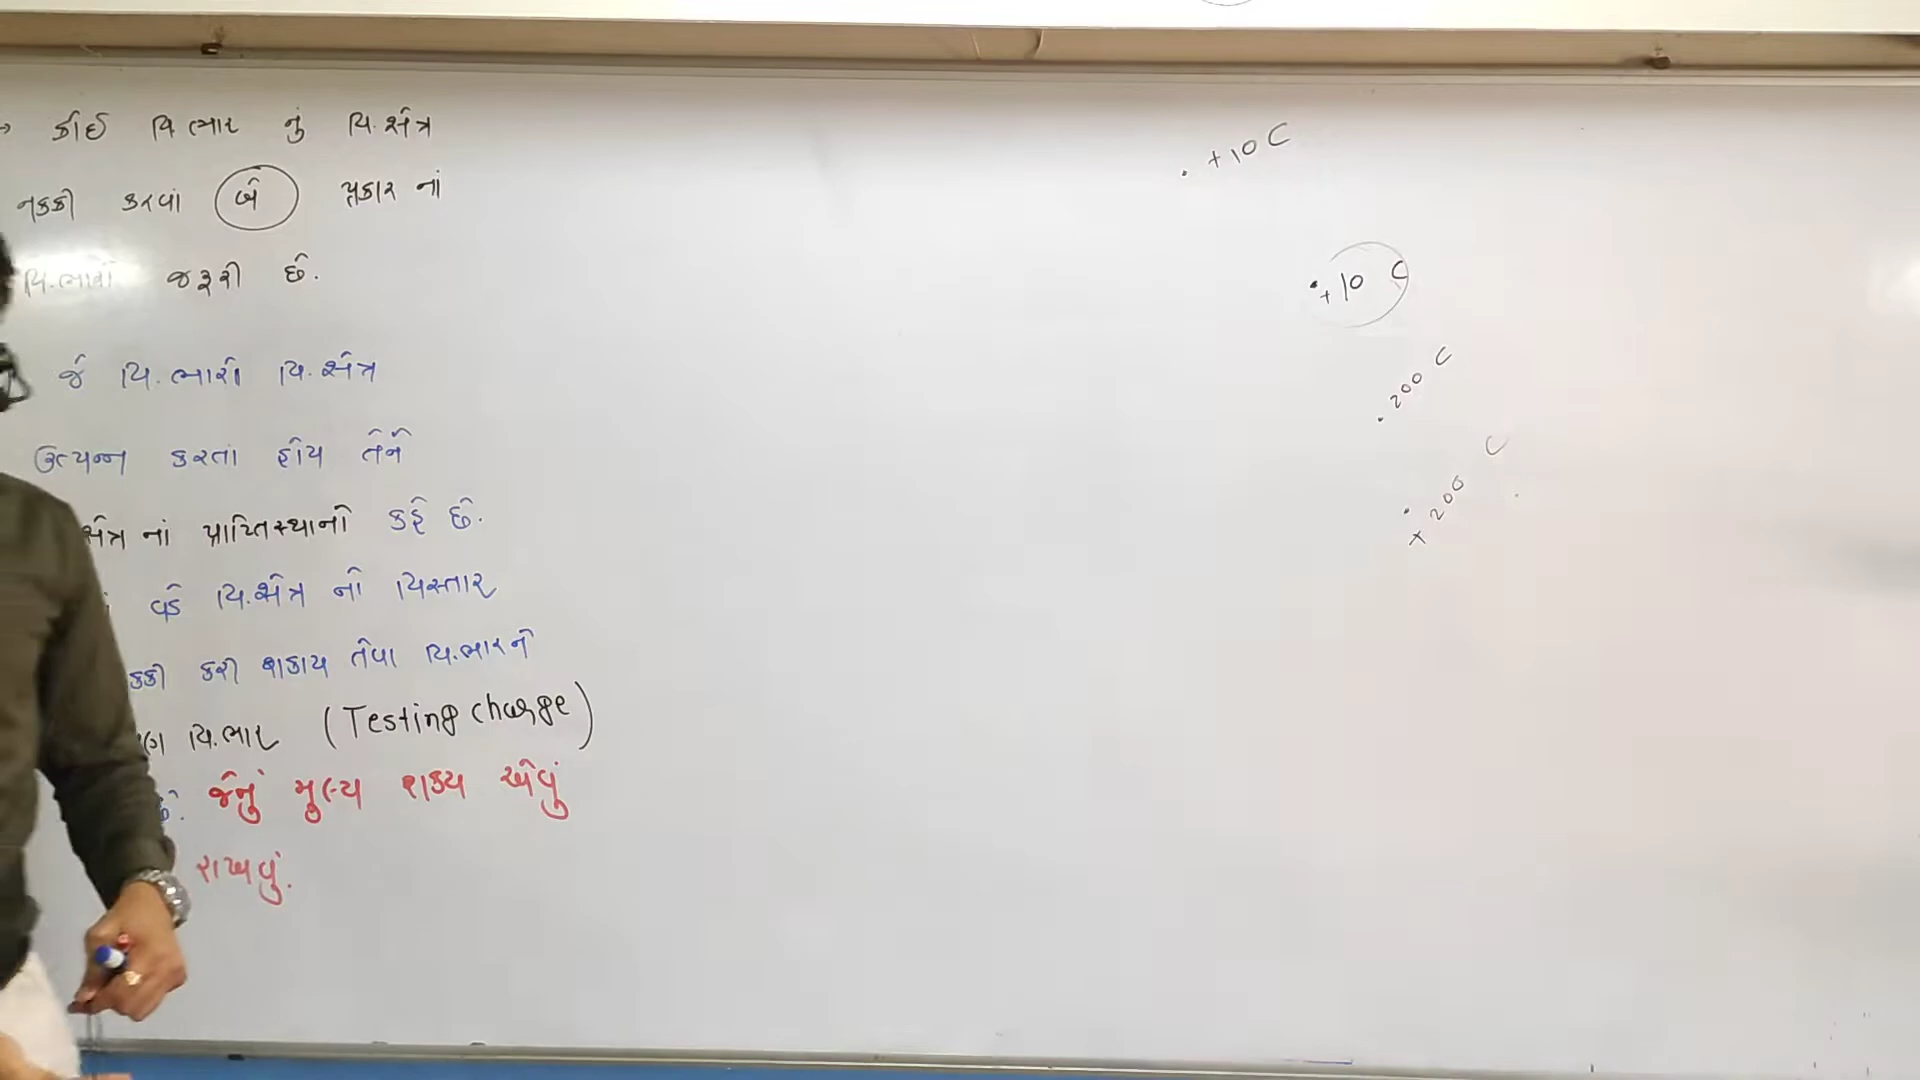 → કોઈ વિ.ભાર નું વિ.ક્ષેત્ર
નક્કી કરવાં બે પ્રકાર નાં
વિ.ભારો જરૂરી છે.
જે વિ.ભારો વિ.ક્ષેત્ર
ઉત્પન્ન કરતાં હોય તેને
ક્ષેત્ર નાં પ્રાપ્તિસ્થાનો કહે છે.
વડે વિ.ક્ષેત્ર નો વિસ્તાર
ક્કી કરી શકાય તેવા વિ.ભારને
વિ.ભાર (Testing charge)
છે. જેનું મુલ્ય શક્ય એવું
રાખવું.
. +10 C
. +10 C
. 200 C
. + 200 C